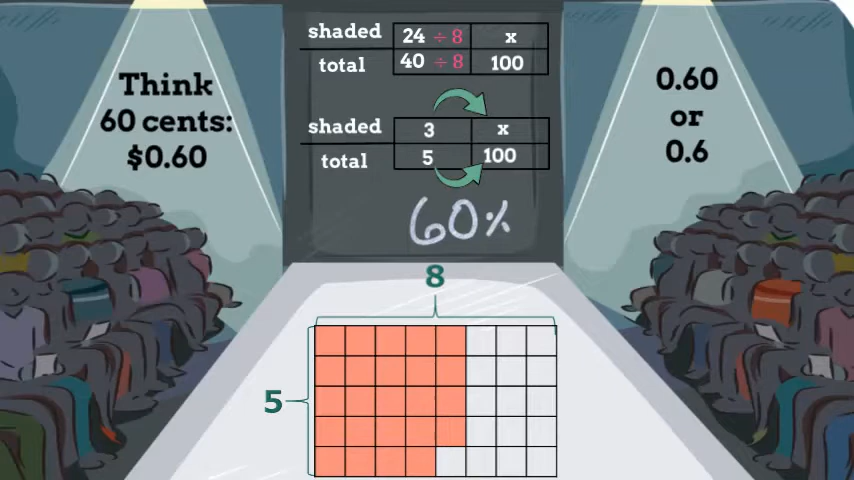 Think
60 cents:
$0.60
shaded 24 ÷ 8 x
total 40 ÷ 8 100
shaded 3 x
total 5 100
60%
0.60
or
0.6
8
5